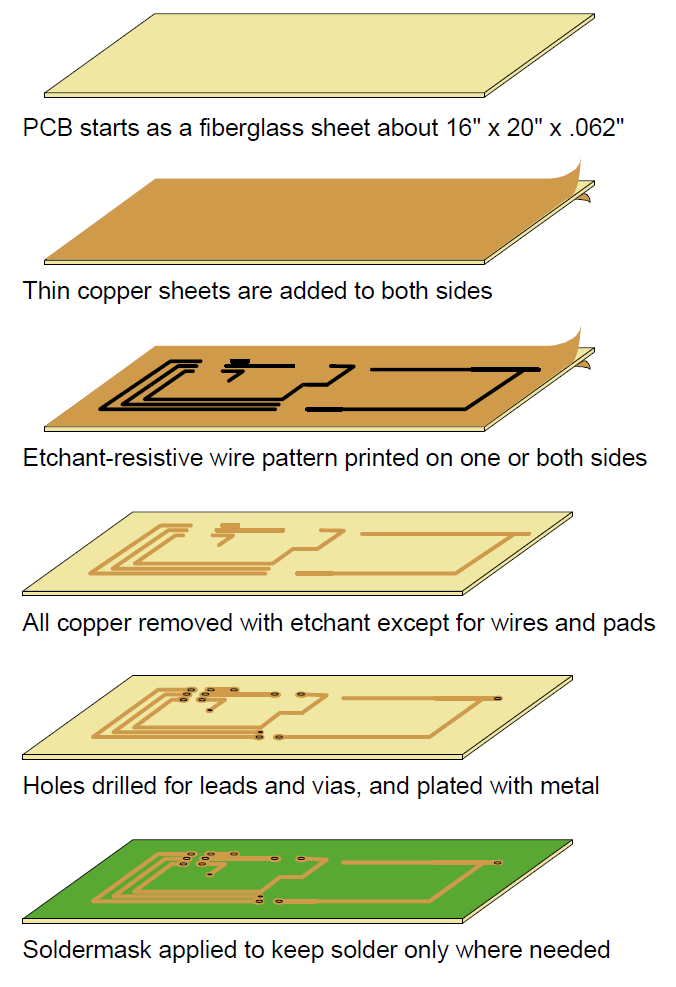 PCB starts as a fiberglass sheet about 16" x 20" x .062"
Thin copper sheets are added to both sides
Etchant-resistive wire pattern printed on one or both sides
All copper removed with etchant except for wires and pads
Holes drilled for leads and vias, and plated with metal
Soldermask applied to keep solder only where needed